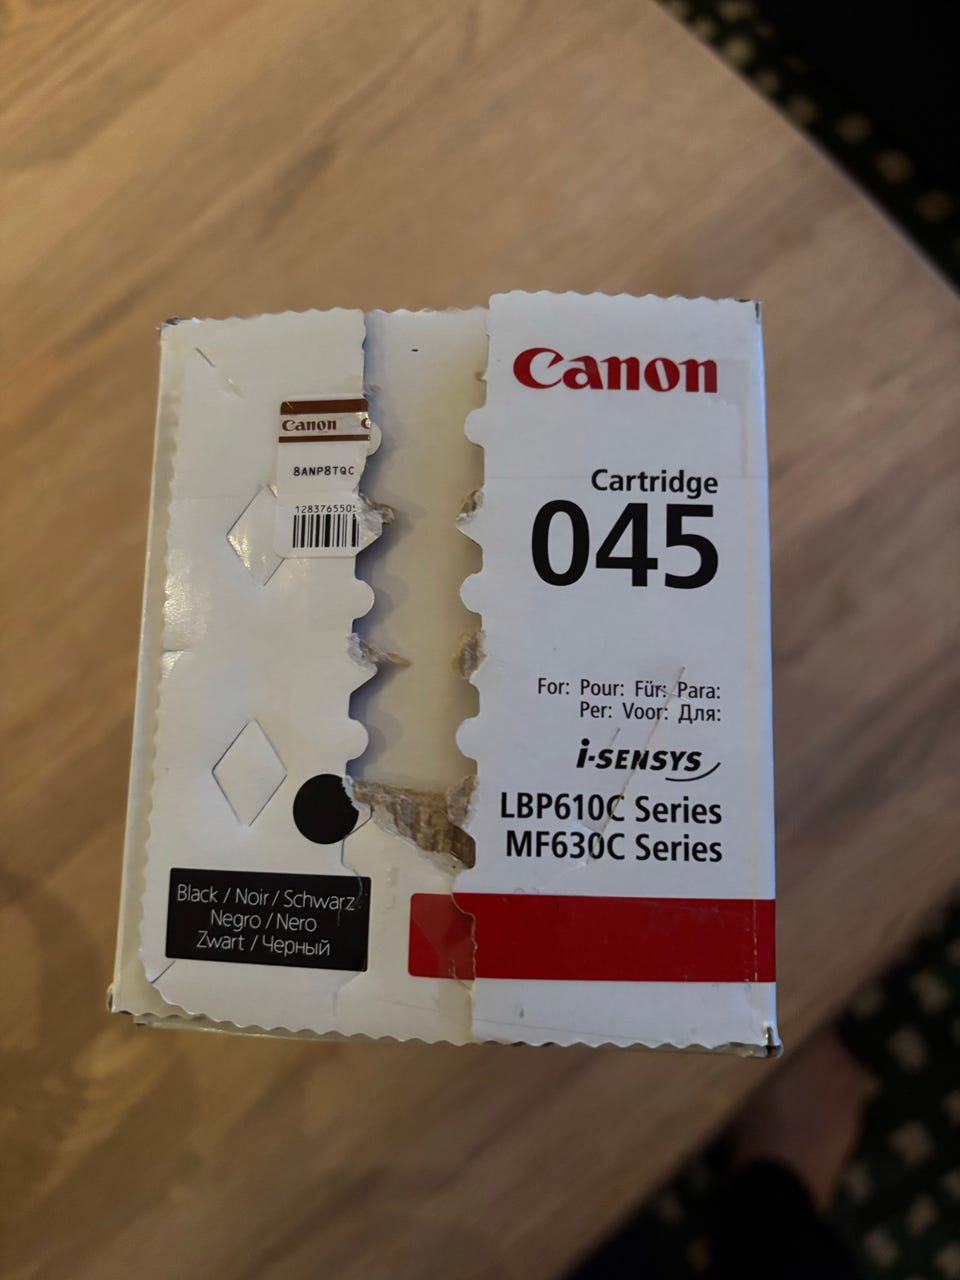 Canon
Cartridge
045
For: Pour: Für: Para:
Per: Voor: Для:
i-SENSYS
LBP610C Series
MF630C Series
Canon
8ANP8TQC
Black / Noir / Schwarz
Negro / Nero
Zwart / Черный